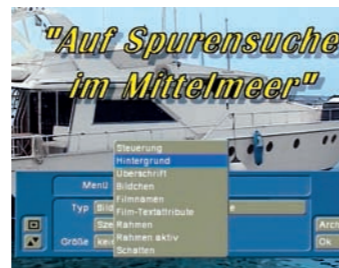 "Auf Spurensuche
im Mittelmeer"
Steuerung
Hintergrund
Überschrift
Menü
Bildchen
Filmnamen
Typ
Film-Textattribute
Rahmen
Rahmen aktiv
Größe
Schatten
Ok